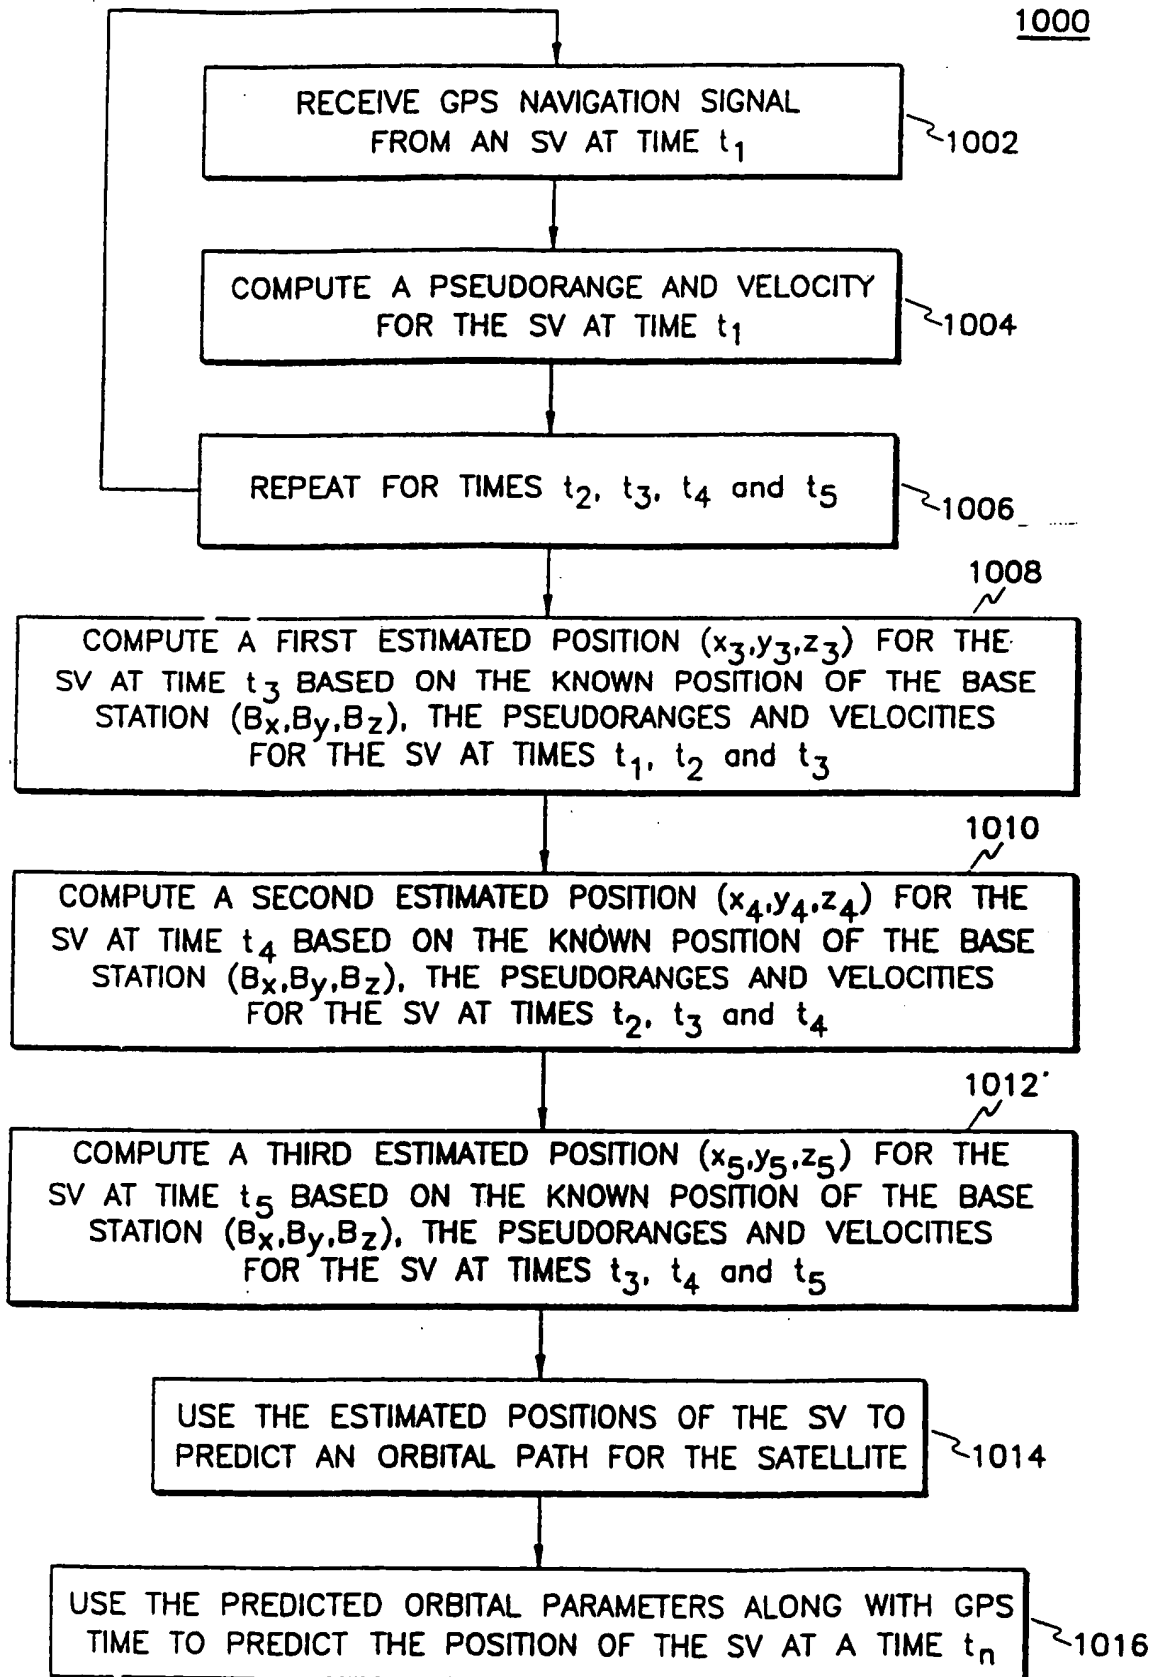 1000
RECEIVE GPS NAVIGATION SIGNAL
FROM AN SV AT TIME t1
1002
COMPUTE A PSEUDORANGE AND VELOCITY
FOR THE SV AT TIME t1
1004
REPEAT FOR TIMES t2, t3, t4 and t5
1006
1008
COMPUTE A FIRST ESTIMATED POSITION (x3,y3,z3) FOR THE
SV AT TIME t3 BASED ON THE KNOWN POSITION OF THE BASE
STATION (Bx,By,Bz), THE PSEUDORANGES AND VELOCITIES
FOR THE SV AT TIMES t1, t2 and t3
1010
COMPUTE A SECOND ESTIMATED POSITION (x4,y4,z4) FOR THE
SV AT TIME t4 BASED ON THE KNOWN POSITION OF THE BASE
STATION (Bx,By,Bz), THE PSEUDORANGES AND VELOCITIES
FOR THE SV AT TIMES t2, t3 and t4
1012
COMPUTE A THIRD ESTIMATED POSITION (x5,y5,z5) FOR THE
SV AT TIME t5 BASED ON THE KNOWN POSITION OF THE BASE
STATION (Bx,By,Bz), THE PSEUDORANGES AND VELOCITIES
FOR THE SV AT TIMES t3, t4 and t5
USE THE ESTIMATED POSITIONS OF THE SV TO
PREDICT AN ORBITAL PATH FOR THE SATELLITE
1014
USE THE PREDICTED ORBITAL PARAMETERS ALONG WITH GPS
TIME TO PREDICT THE POSITION OF THE SV AT A TIME tn
1016